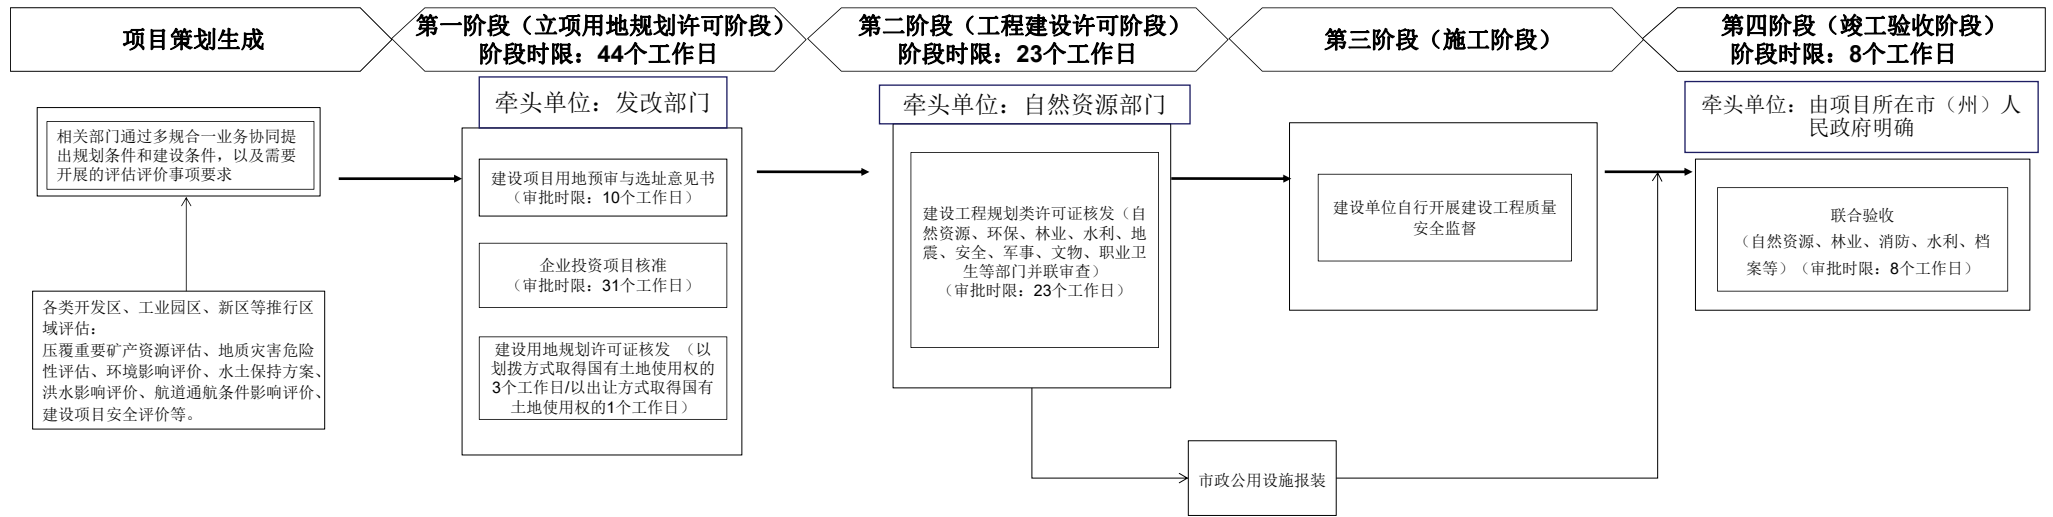 项目策划生成
第一阶段（立项用地规划许可阶段）
阶段时限：44个工作日
第二阶段（工程建设许可阶段）
阶段时限：23个工作日
第三阶段（施工阶段）
第四阶段（竣工验收阶段）
阶段时限：8个工作日
相关部门通过多规合一业务协同提
出规划条件和建设条件，以及需要
开展的评估评价事项要求
各类开发区、工业园区、新区等推行区
域评估：
压覆重要矿产资源评估、地质灾害危险
性评估、环境影响评价、水土保持方案、
洪水影响评价、航道通航条件影响评价、
建设项目安全评价等。
牵头单位：发改部门
建设项目用地预审与选址意见书
（审批时限：10个工作日）
企业投资项目核准
（审批时限：31个工作日）
建设用地规划许可证核发 （以
划拨方式取得国有土地使用权的
3个工作日/以出让方式取得国有
土地使用权的1个工作日）
牵头单位：自然资源部门
建设工程规划类许可证核发（自
然资源、环保、林业、水利、地
震、安全、军事、文物、职业卫
生等部门并联审查）
（审批时限：23个工作日）
建设单位自行开展建设工程质量
安全监督
市政公用设施报装
牵头单位：由项目所在市（州）人
民政府明确
联合验收
（自然资源、林业、消防、水利、档
案等）（审批时限：8个工作日）